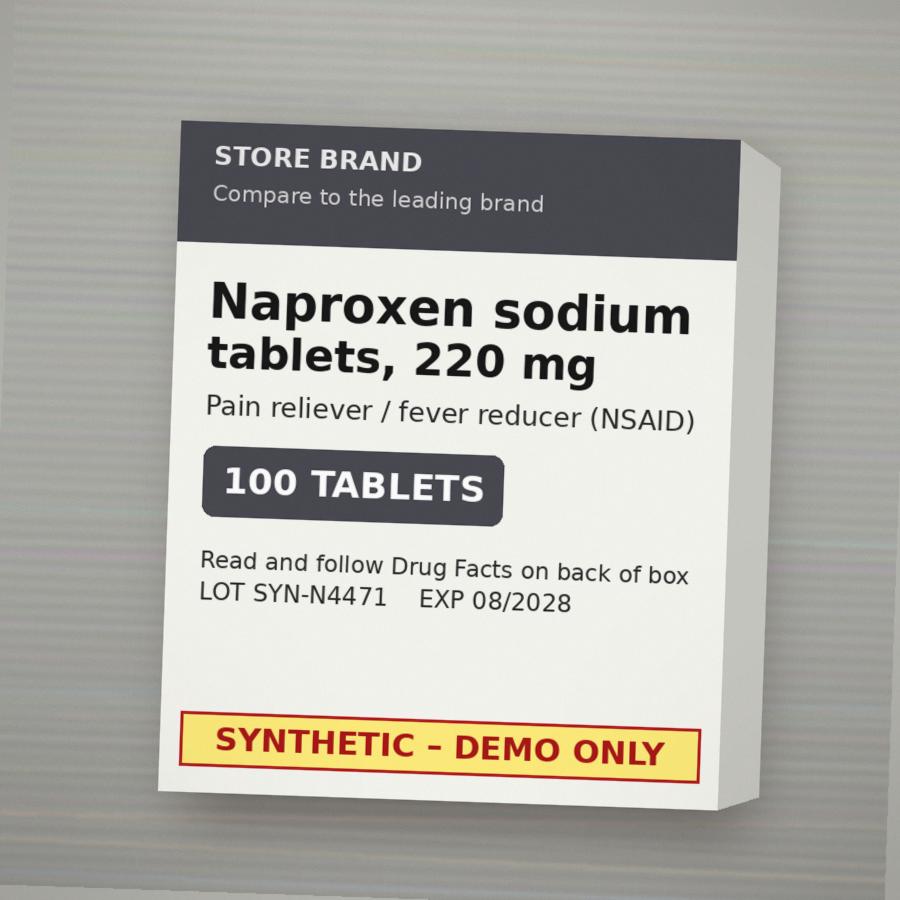 STORE BRAND
Compare to the leading brand
Naproxen sodium
tablets, 220 mg
Pain reliever / fever reducer (NSAID)
100 TABLETS
Read and follow Drug Facts on back of box
LOT SYN-N4471 EXP 08/2028
SYNTHETIC – DEMO ONLY